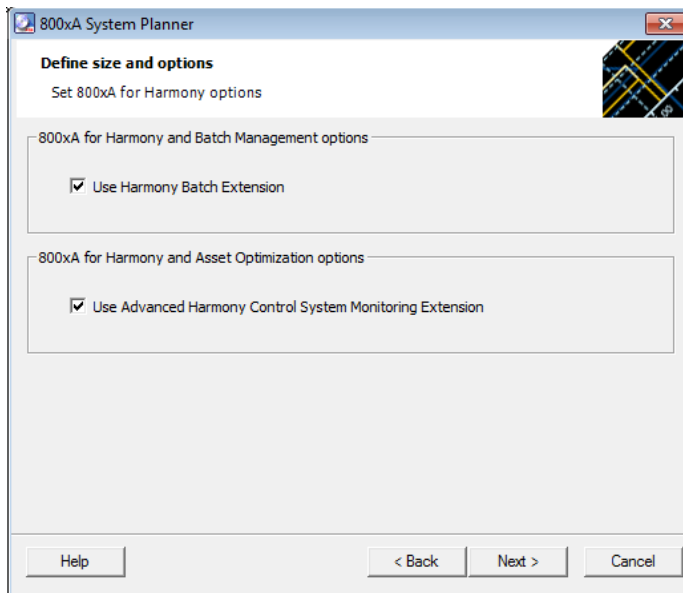 800xA System Planner
Define size and options
Set 800xA for Harmony options
800xA for Harmony and Batch Management options
Use Harmony Batch Extension
800xA for Harmony and Asset Optimization options
Use Advanced Harmony Control System Monitoring Extension
Help
< Back
Next >
Cancel